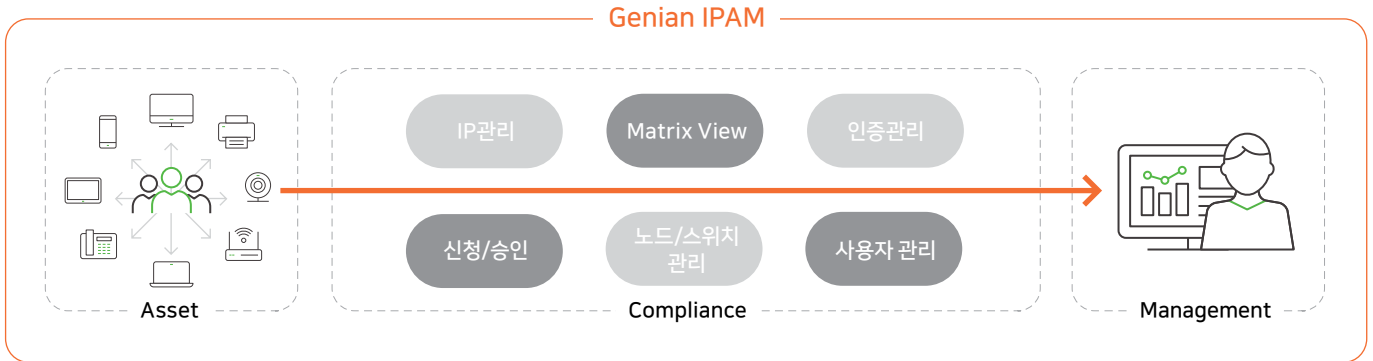 Genian IPAM
IP관리
Matrix View
인증관리
신청/승인
노드/스위치
관리
사용자 관리
Asset
Compliance
Management